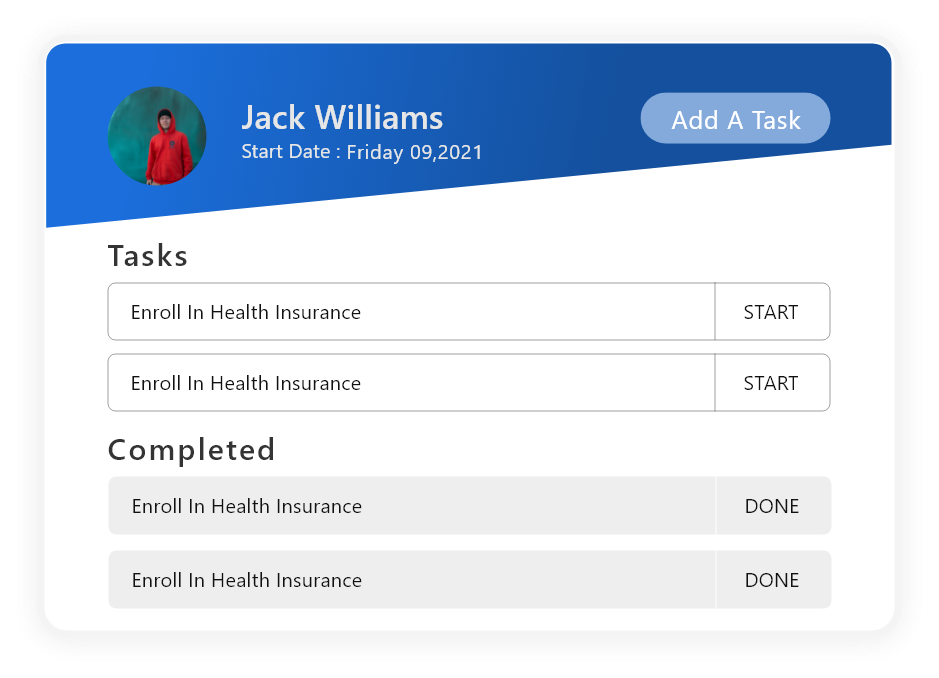 Jack Williams
Add A Task
Start Date : Friday 09,2021
Tasks
Enroll In Health Insurance
START
Enroll In Health Insurance
START
Completed
Enroll In Health Insurance
DONE
Enroll In Health Insurance
DONE